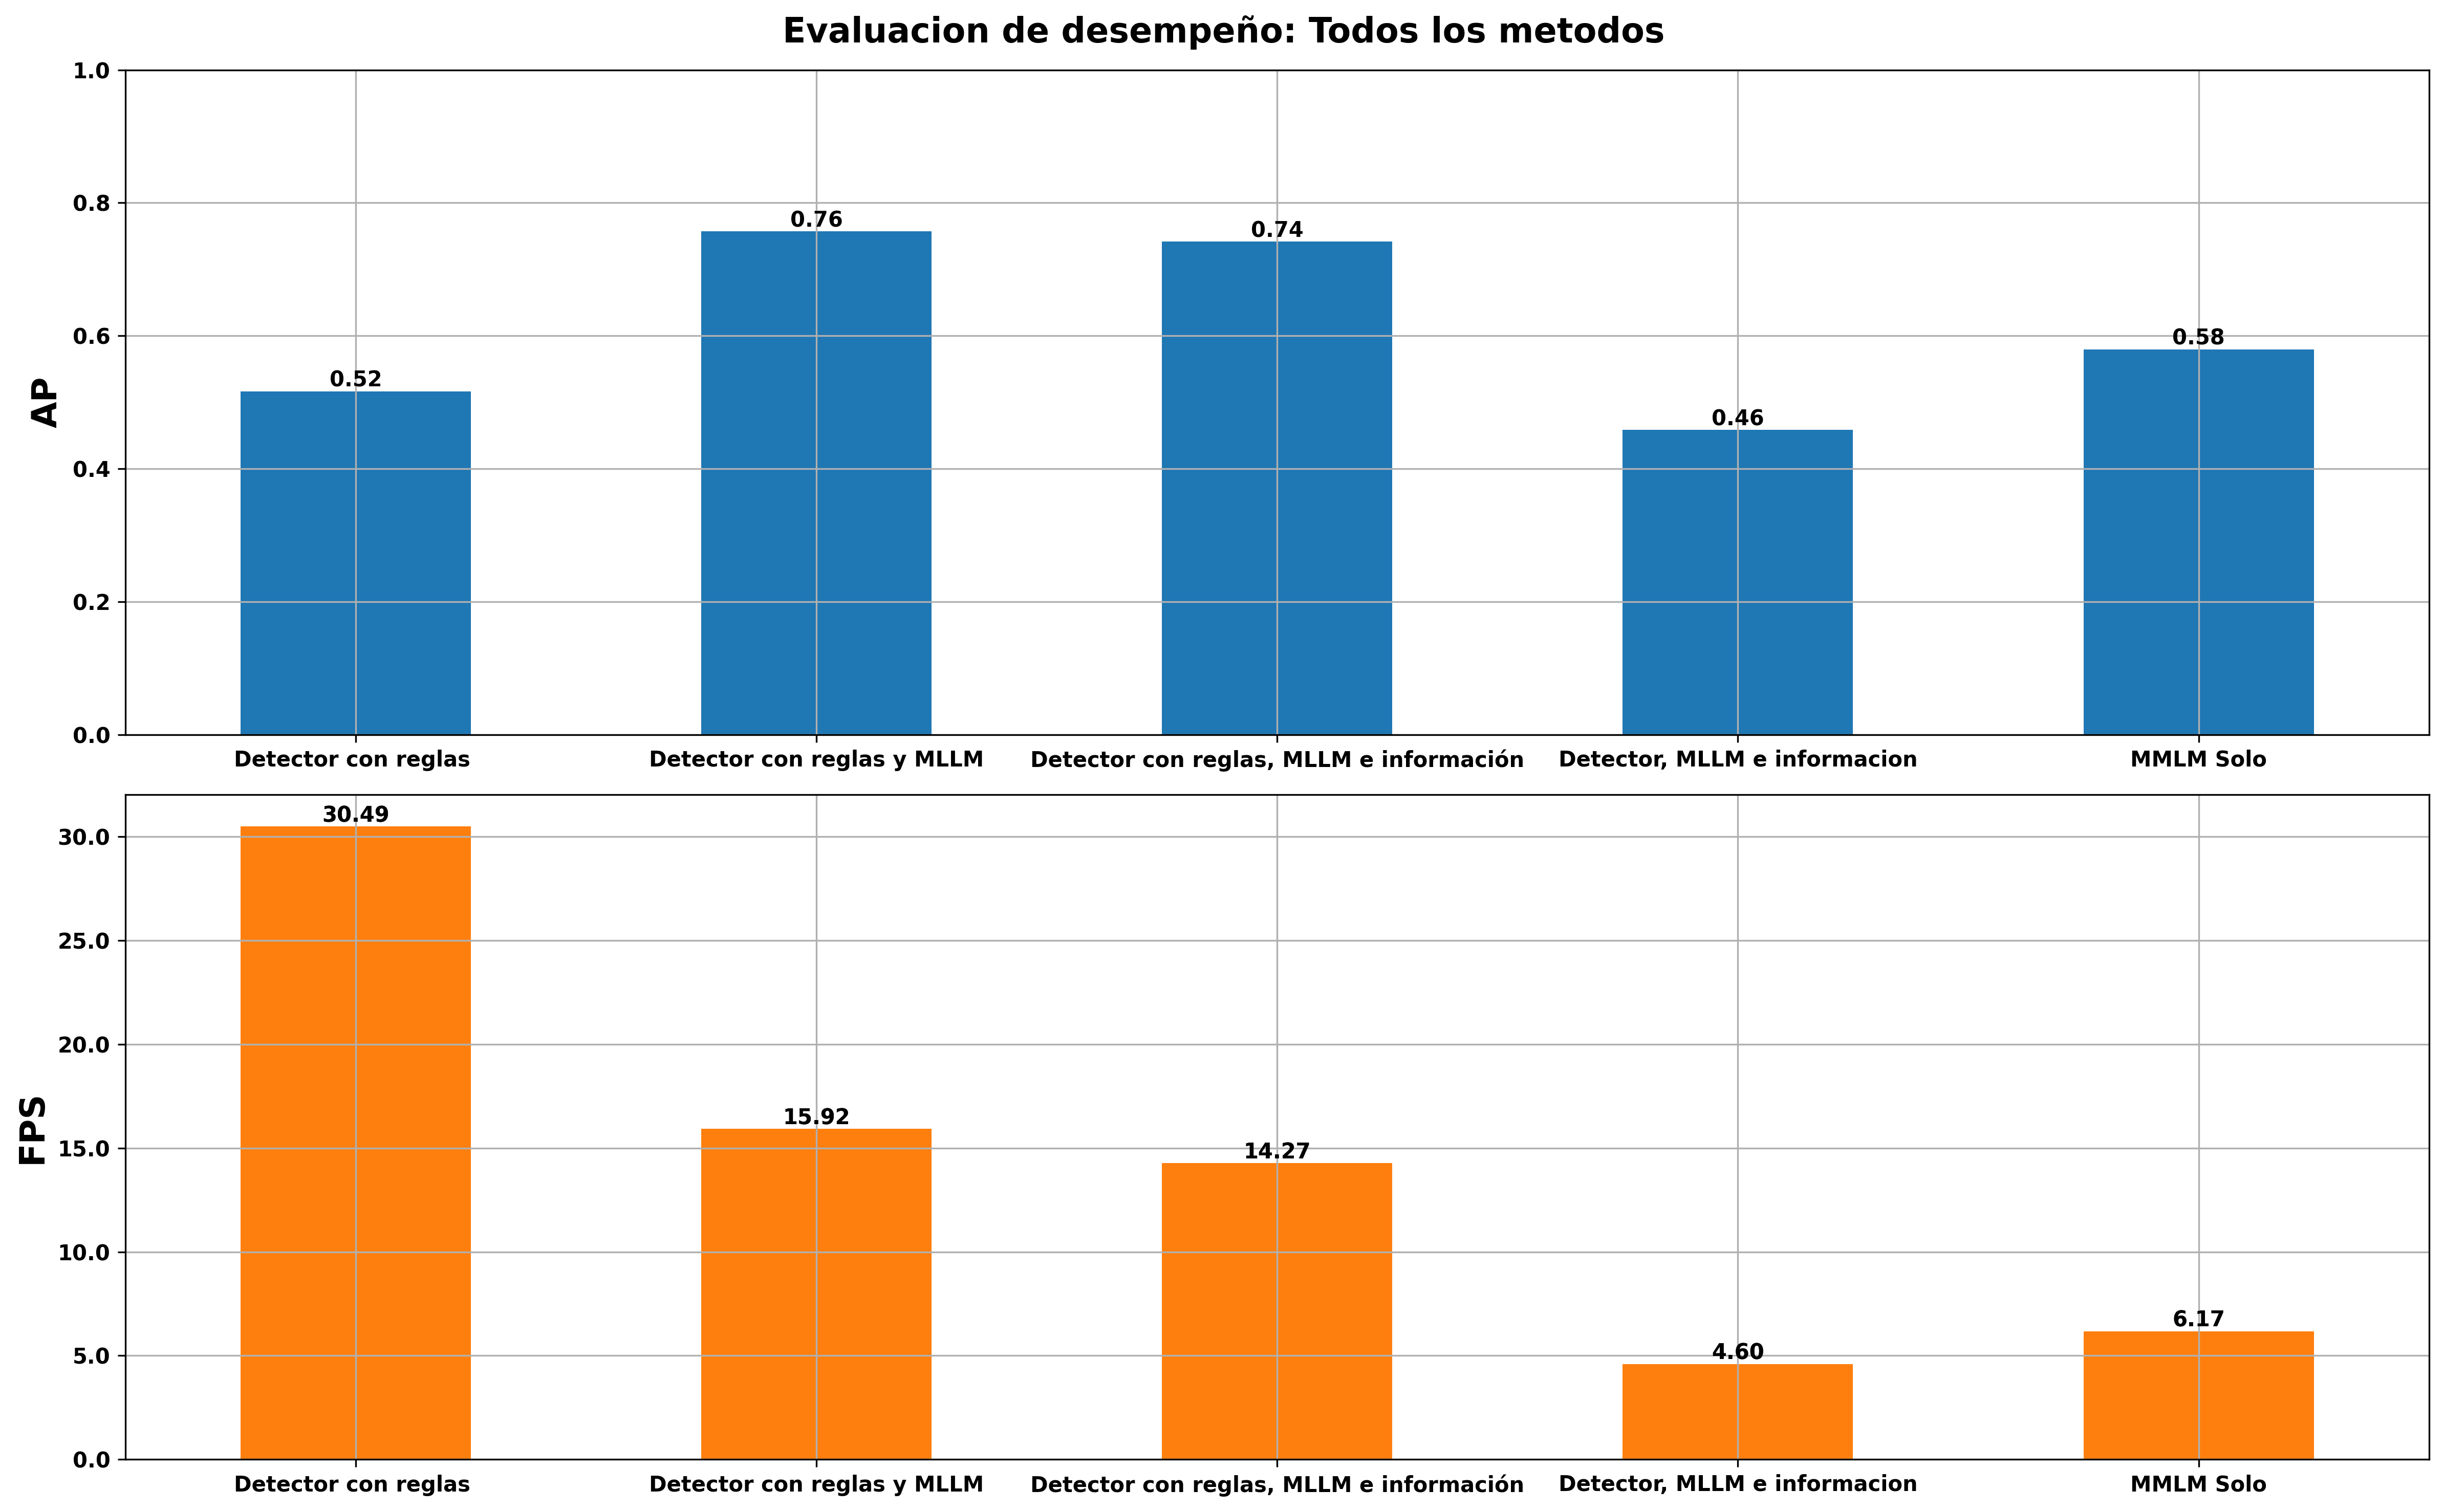 Evaluacion de desempeño: Todos los metodos
1.0
0.8
0.6
0.4
0.2
0.0
AP
0.52
0.76
0.74
0.46
0.58
Detector con reglas
Detector con reglas y MLLM
Detector con reglas, MLLM e información
Detector, MLLM e informacion
MMLM Solo
30.0
25.0
20.0
15.0
10.0
5.0
0.0
FPS
30.49
15.92
14.27
4.60
6.17
Detector con reglas
Detector con reglas y MLLM
Detector con reglas, MLLM e información
Detector, MLLM e informacion
MMLM Solo